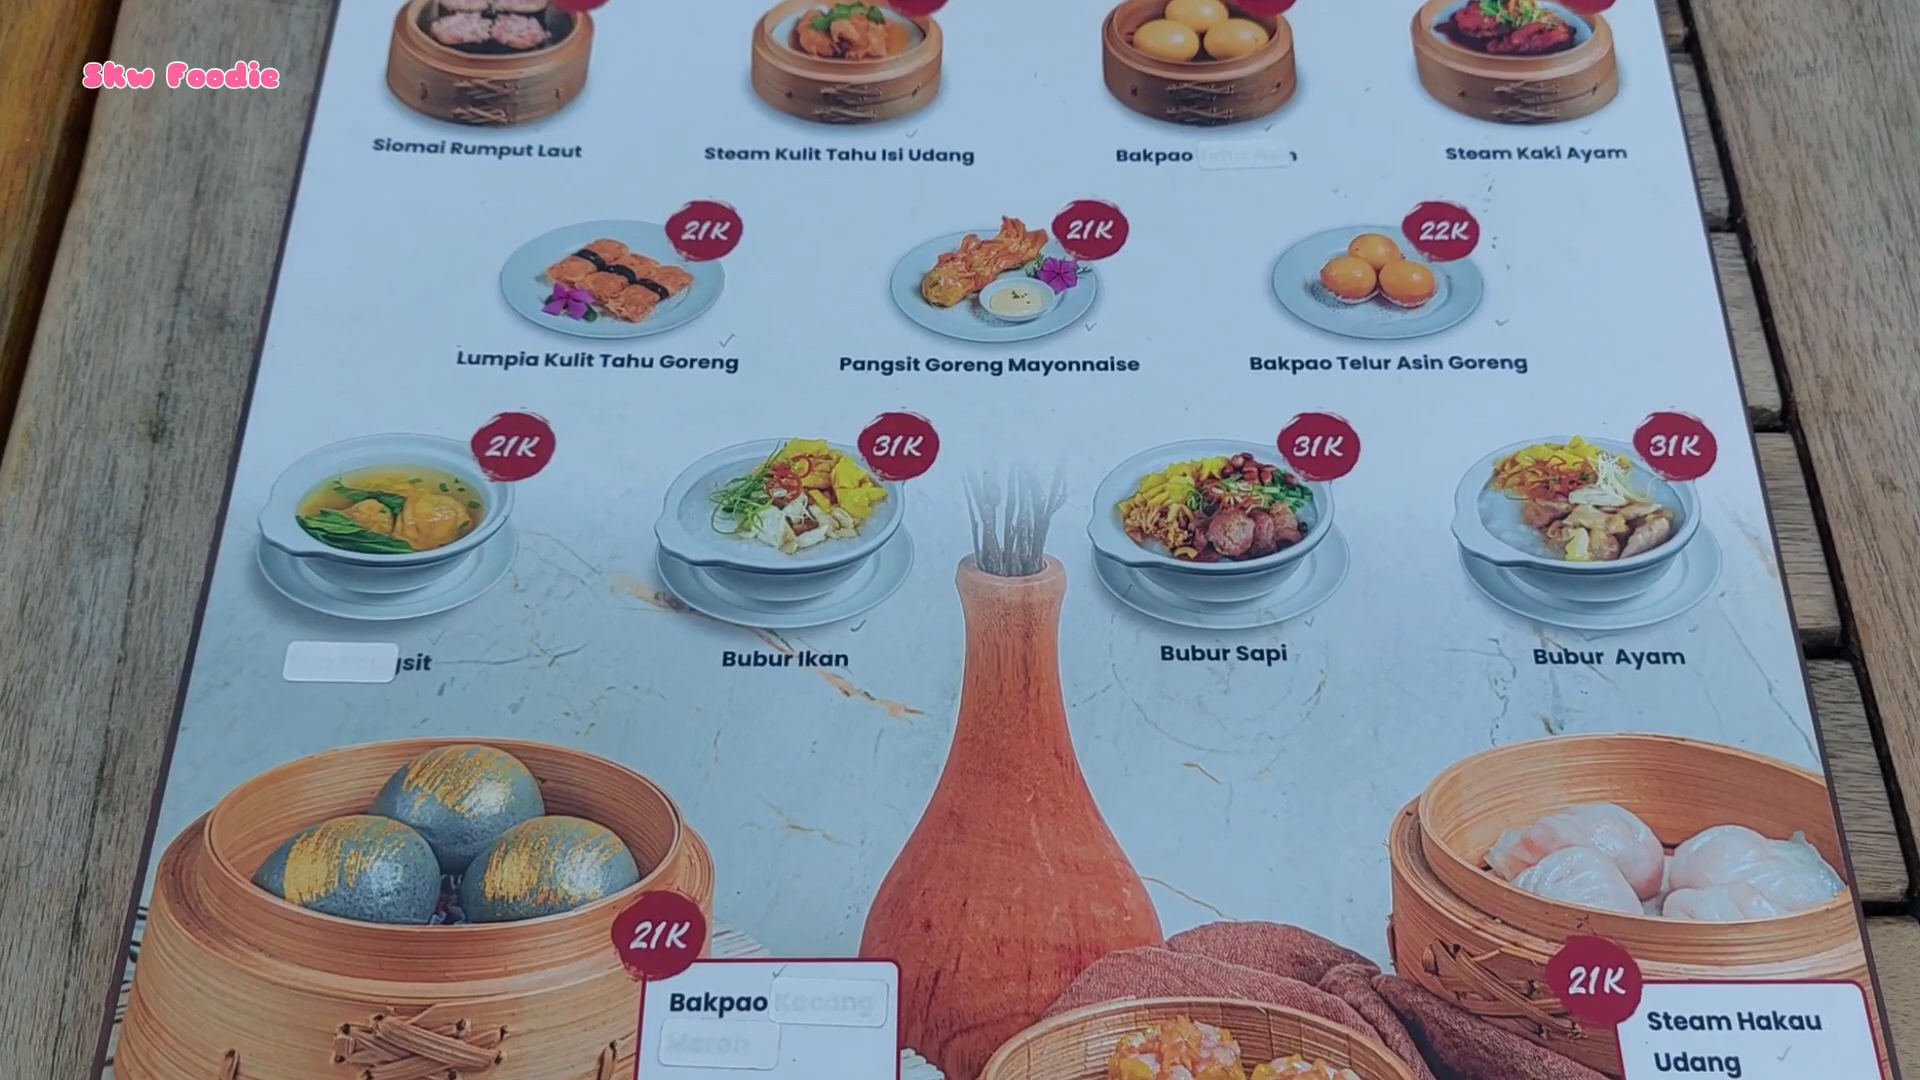 Skw Foodie
Siomai Rumput Laut
Steam Kulit Tahu Isi Udang
Bakpao
Steam Kaki Ayam
21K
21K
22K
Lumpia Kulit Tahu Goreng
Pangsit Goreng Mayonnaise
Bakpao Telur Asin Goreng
21K
31K
31K
31K
Bubur Ikan
Bubur Sapi
Bubur Ayam
21K
Bakpao Kacang
Merah
21K
Steam Hakau
Udang